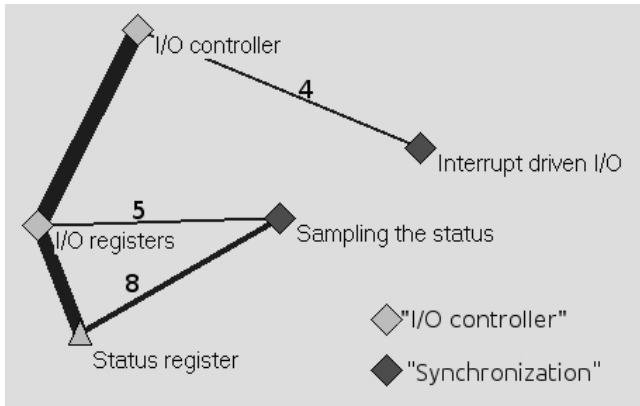 I/O controller
4
Interrupt driven I/O
5
I/O registers
Sampling the status
8
Status register
"I/O controller"
"Synchronization"